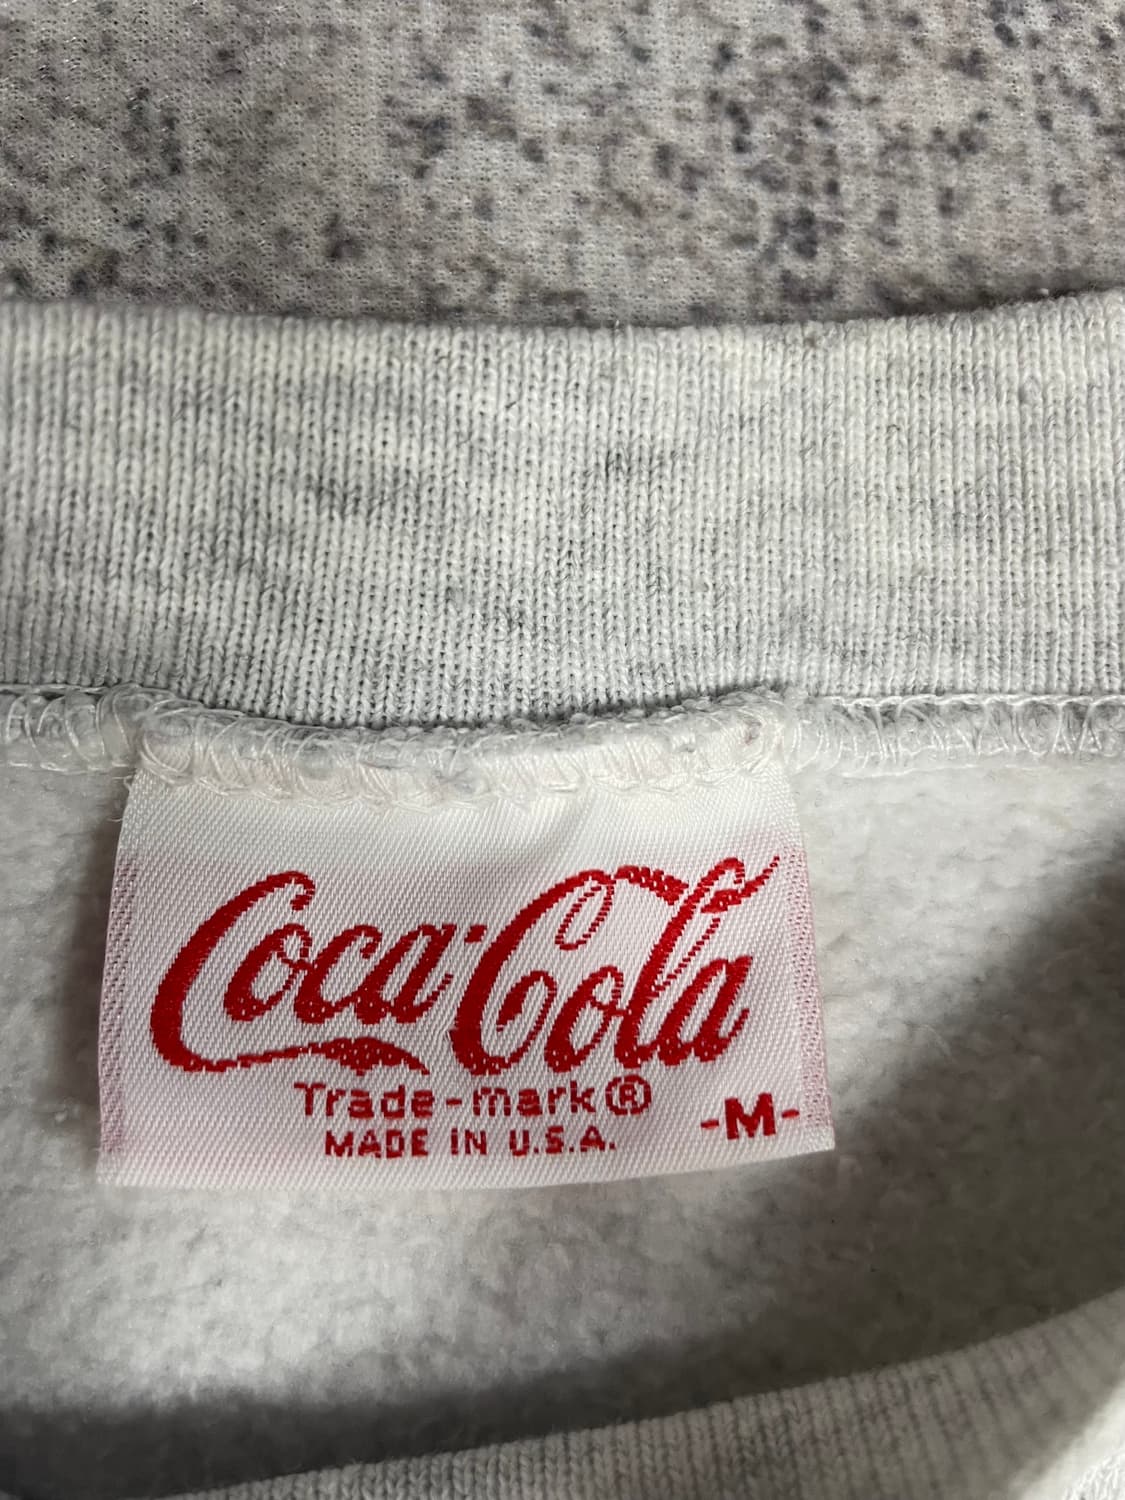 Coca-Cola
Trade-mark®
MADE IN U.S.A.
-M-